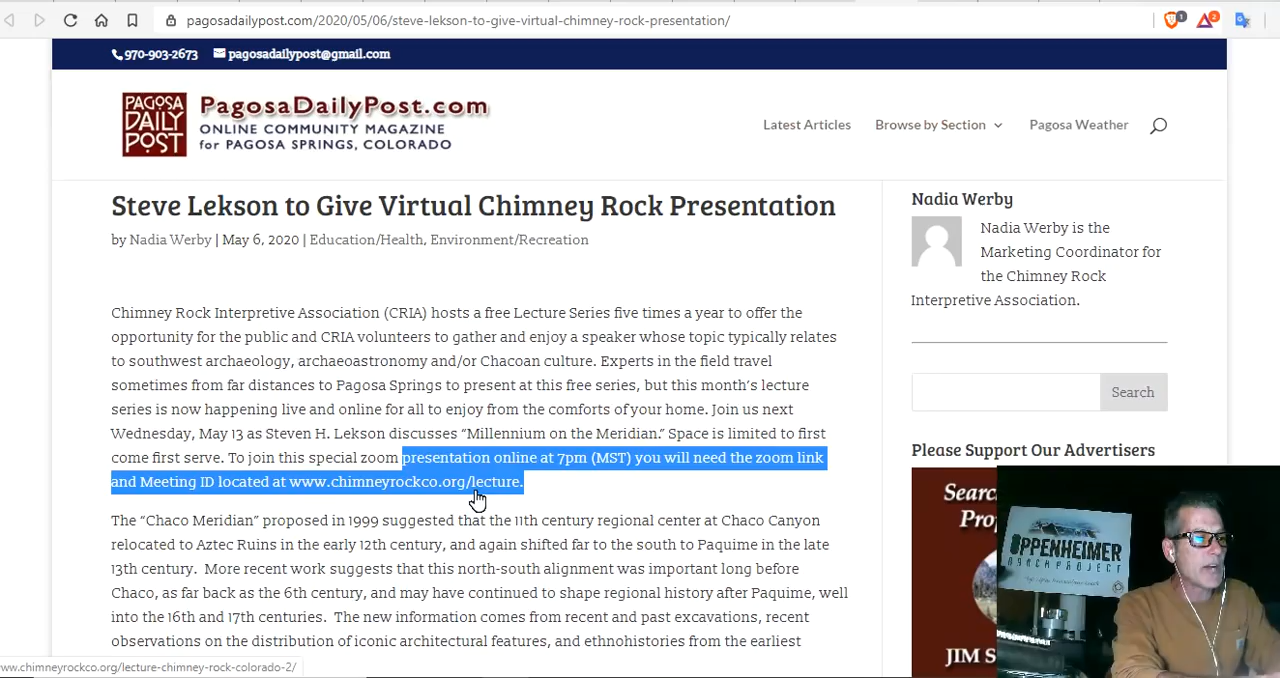 pagosadailypost.com/2020/05/06/steve-lekson-to-give-virtual-chimney-rock-presentation/
1
2
970-903-2673 pagosadailypost@gmail.com
PAGOSA
DAILY
POST
PagosaDailyPost.com
ONLINE COMMUNITY MAGAZINE
for PAGOSA SPRINGS, COLORADO
Latest Articles Browse by Section Pagosa Weather
Steve Lekson to Give Virtual Chimney Rock Presentation
by Nadia Werby | May 6, 2020 | Education/Health, Environment/Recreation
Chimney Rock Interpretive Association (CRIA) hosts a free Lecture Series five times a year to offer the
opportunity for the public and CRIA volunteers to gather and enjoy a speaker whose topic typically relates
to southwest archaeology, archaeoastronomy and/or Chacoan culture. Experts in the field travel
sometimes from far distances to Pagosa Springs to present at this free series, but this month's lecture
series is now happening live and online for all to enjoy from the comforts of your home. Join us next
Wednesday, May 13 as Steven H. Lekson discusses “Millennium on the Meridian.” Space is limited to first
come first serve. To join this special zoom presentation online at 7pm (MST) you will need the zoom link
and Meeting ID located at www.chimneyrockco.org/lecture.
The “Chaco Meridian” proposed in 1999 suggested that the 11th century regional center at Chaco Canyon
relocated to Aztec Ruins in the early 12th century, and again shifted far to the south to Paquime in the late
13th century. More recent work suggests that this north-south alignment was important long before
Chaco, as far back as the 6th century, and may have continued to shape regional history after Paquime, well
into the 16th and 17th centuries. The new information comes from recent and past excavations, recent
observations on the distribution of iconic architectural features, and ethnohistories from the earliest
Nadia Werby
Nadia Werby is the
Marketing Coordinator for
the Chimney Rock
Interpretive Association.
Search
Please Support Our Advertisers
Searc
Pro
JIM S
OPPENHEIMER
RANCH PROJECT
www.chimneyrockco.org/lecture-chimney-rock-colorado-2/